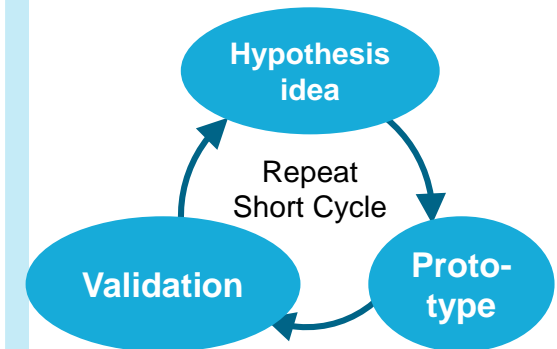 Hypothesis
idea
Repeat
Short Cycle
Proto-
type
Validation